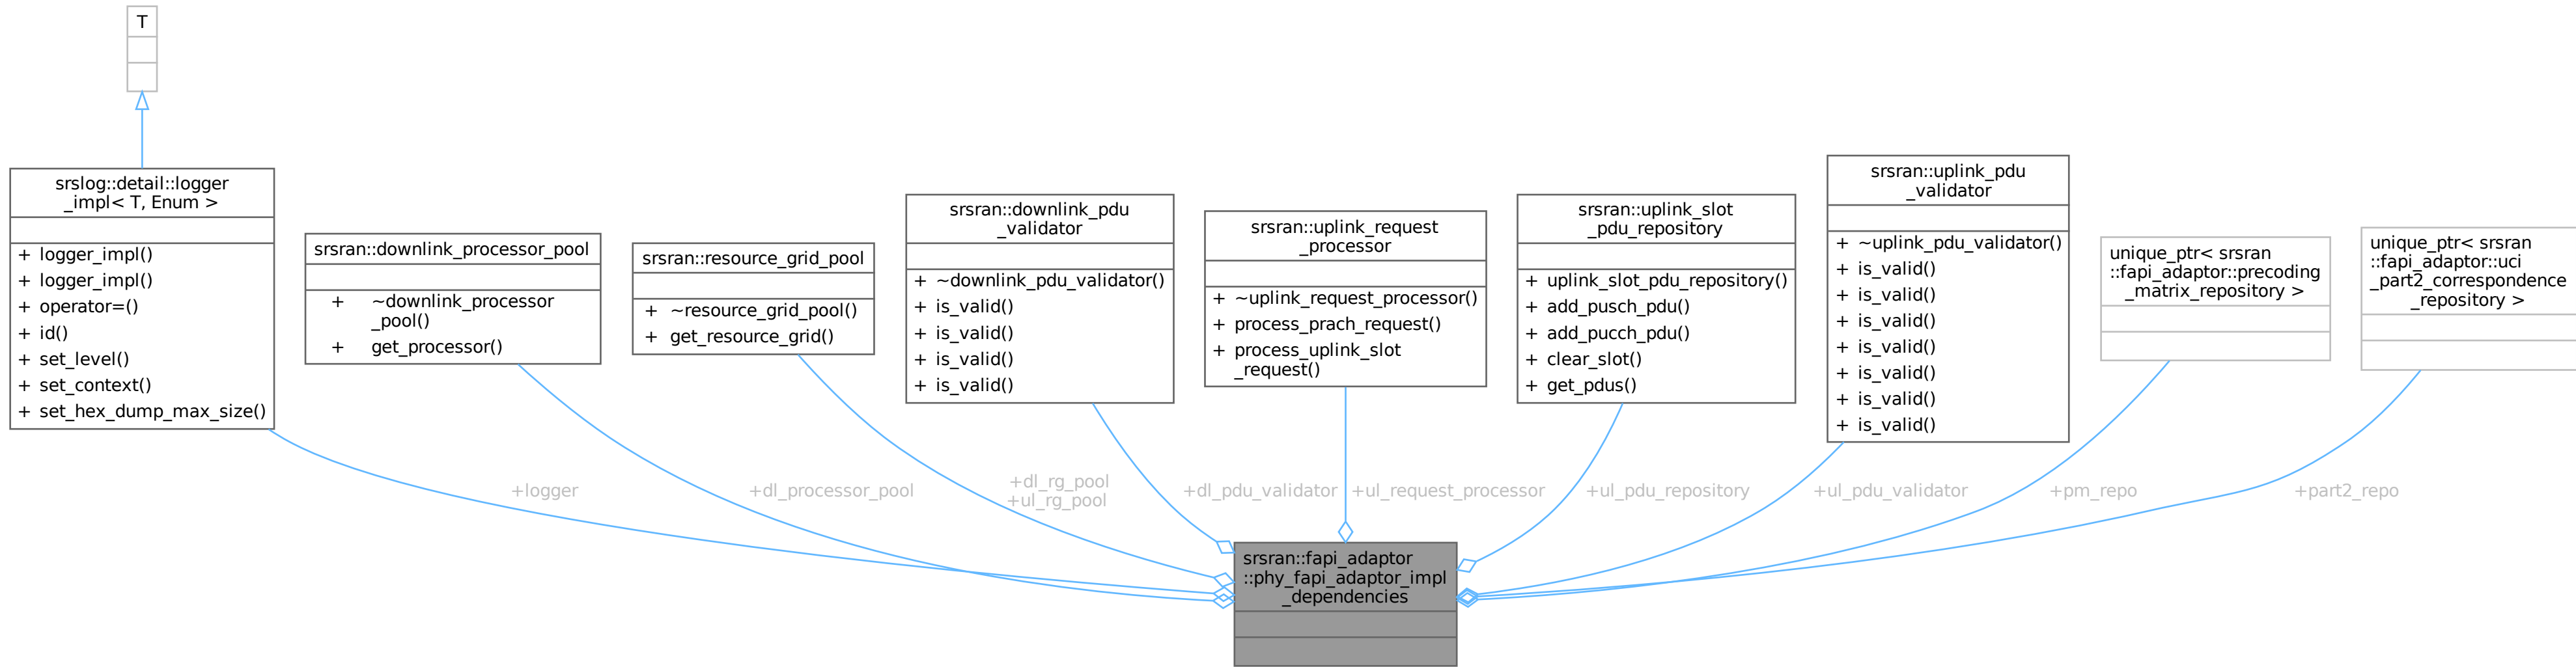 T
srslog::detail::logger
_impl< T, Enum >
+ logger_impl()
+ logger_impl()
+ operator=()
+ id()
+ set_level()
+ set_context()
+ set_hex_dump_max_size()
srsran::downlink_processor_pool
+ ~downlink_processor
_pool()
+ get_processor()
srsran::resource_grid_pool
+ ~resource_grid_pool()
+ get_resource_grid()
srsran::downlink_pdu
_validator
+ ~downlink_pdu_validator()
+ is_valid()
+ is_valid()
+ is_valid()
+ is_valid()
srsran::uplink_request
_processor
+ ~uplink_request_processor()
+ process_prach_request()
+ process_uplink_slot
_request()
srsran::uplink_slot
_pdu_repository
+ uplink_slot_pdu_repository()
+ add_pusch_pdu()
+ add_pucch_pdu()
+ clear_slot()
+ get_pdus()
srsran::uplink_pdu
_validator
+ ~uplink_pdu_validator()
+ is_valid()
+ is_valid()
+ is_valid()
+ is_valid()
+ is_valid()
+ is_valid()
+ is_valid()
unique_ptr< srsran
::fapi_adaptor::precoding
_matrix_repository >
unique_ptr< srsran
::fapi_adaptor::uci
_part2_correspondence
_repository >
+logger
+dl_processor_pool
+dl_rg_pool
+ul_rg_pool
+dl_pdu_validator
+ul_request_processor
+ul_pdu_repository
+ul_pdu_validator
+pm_repo
+part2_repo
srsran::fapi_adaptor
::phy_fapi_adaptor_impl
_dependencies